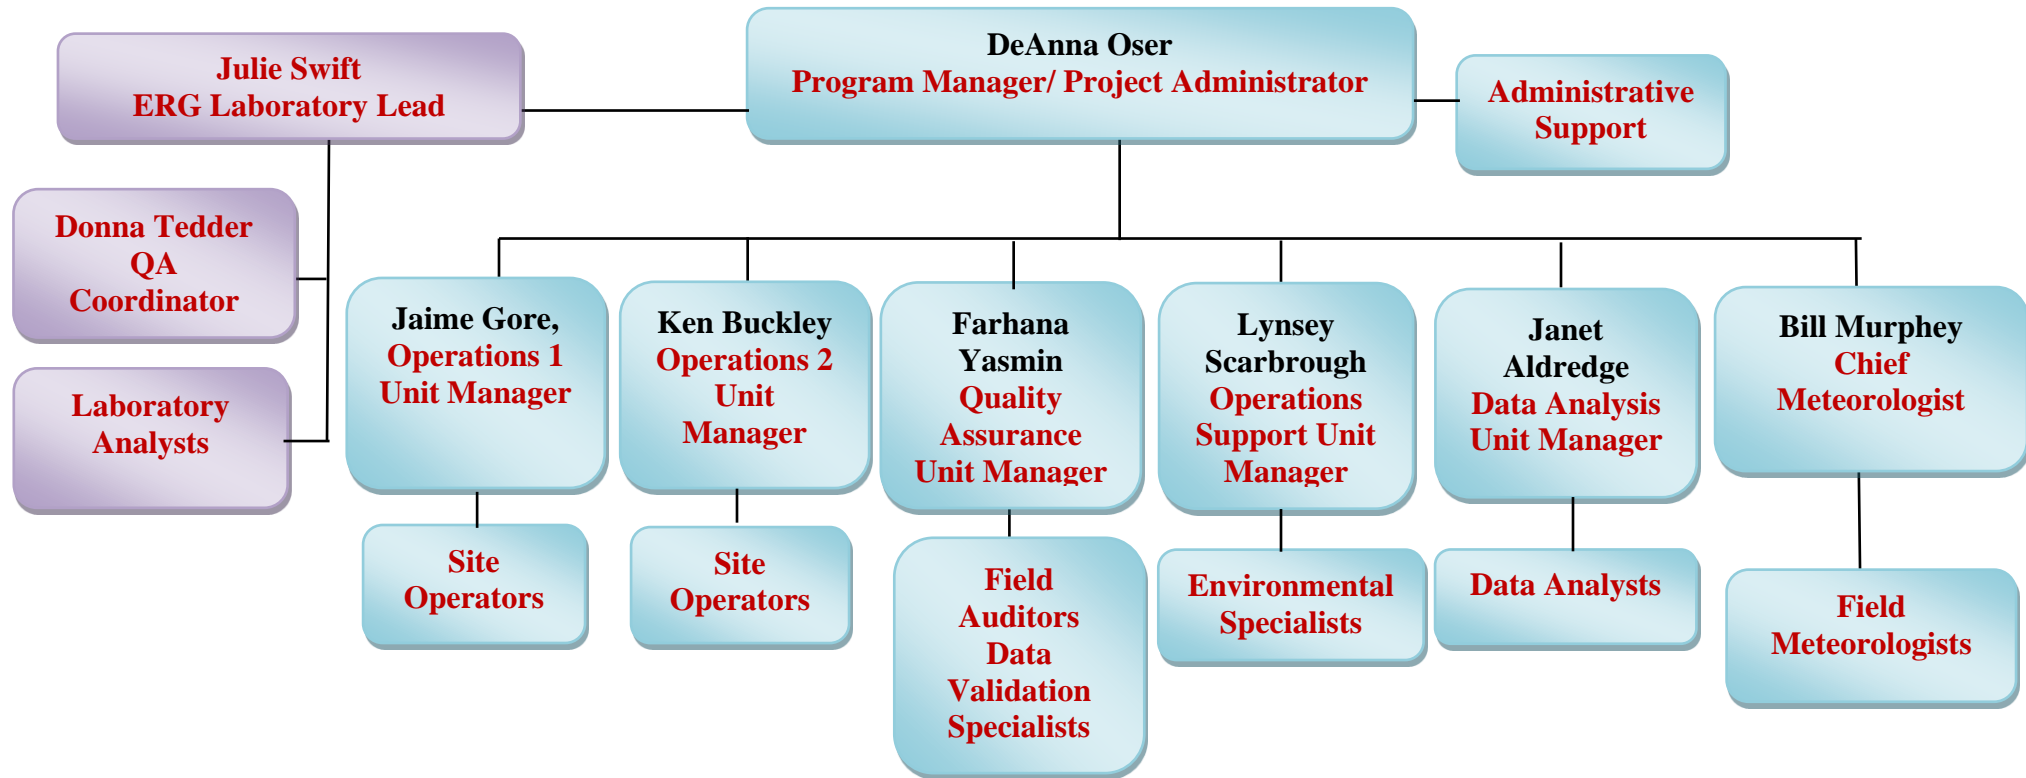 Julie Swift
ERG Laboratory Lead
DeAnna Oser
Program Manager/ Project Administrator
Administrative
Support
Donna Tedder
QA
Coordinator
Laboratory
Analysts
Jaime Gore,
Operations 1
Unit Manager
Ken Buckley
Operations 2
Unit
Manager
Farhana
Yasmin
Quality
Assurance
Unit Manager
Lynsey
Scarbrough
Operations
Support Unit
Manager
Janet
Aldredge
Data Analysis
Unit Manager
Bill Murphey
Chief
Meteorologist
Site
Operators
Site
Operators
Field
Auditors
Data
Validation
Specialists
Environmental
Specialists
Data Analysts
Field
Meteorologists